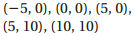 (−5, 0), (0, 0), (5, 0),
(5, 10), (10, 10)